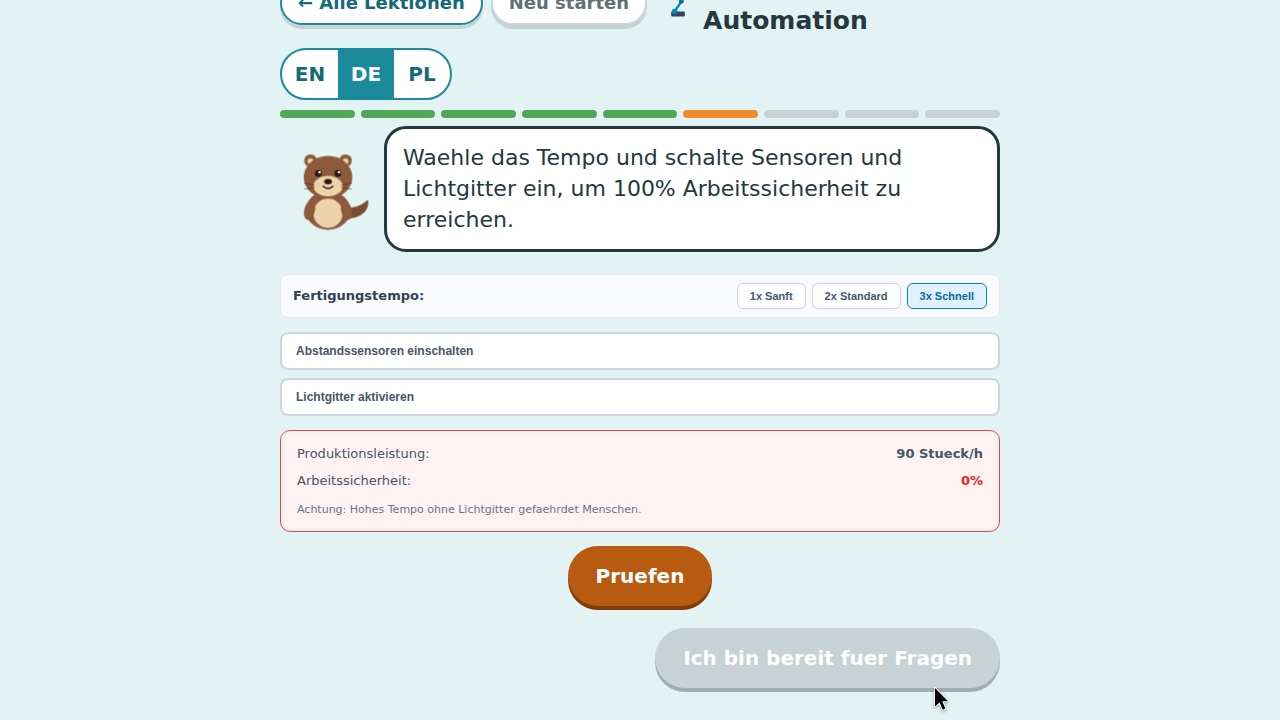 ← Alle Lektionen
Neu starten
Automation
EN DE PL
Waehle das Tempo und schalte Sensoren und
Lichtgitter ein, um 100% Arbeitssicherheit zu
erreichen.
Fertigungstempo:
1x Sanft
2x Standard
3x Schnell
Abstandssensoren einschalten
Lichtgitter aktivieren
Produktionsleistung: 90 Stueck/h
Arbeitssicherheit: 0%
Achtung: Hohes Tempo ohne Lichtgitter gefaehrdet Menschen.
Pruefen
Ich bin bereit fuer Fragen